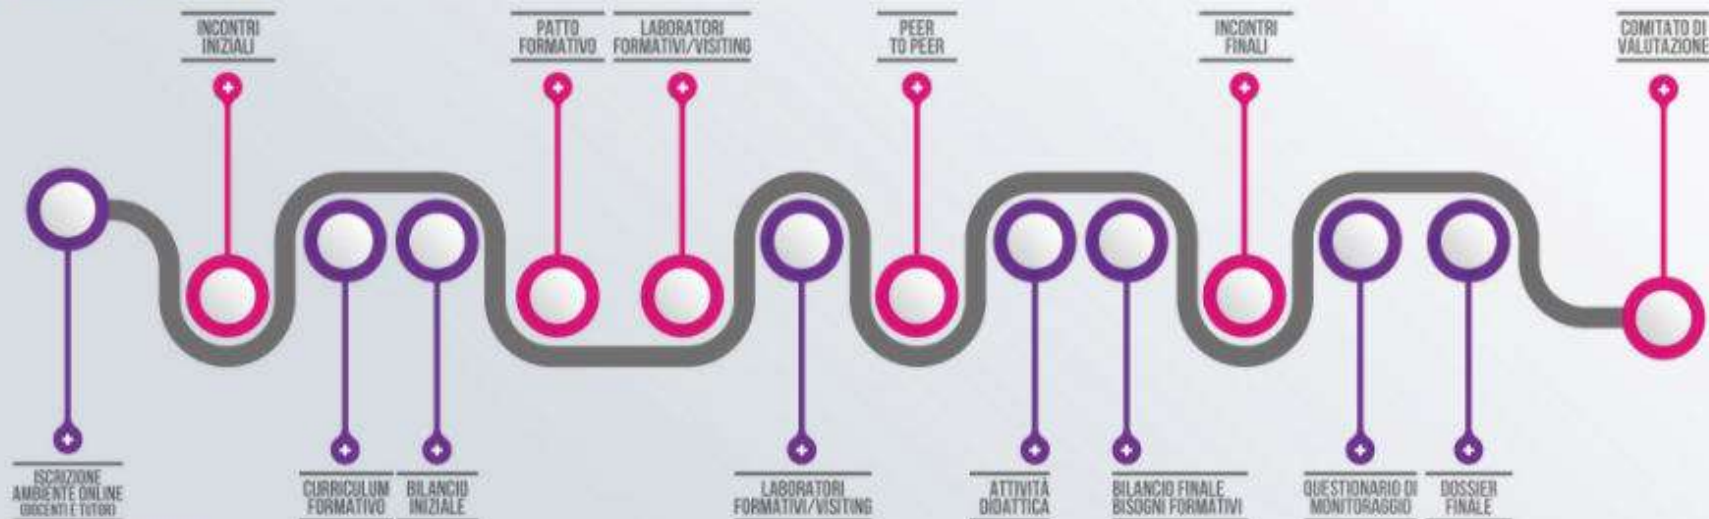 INCONTRI
INIZIALI
PATTO
FORMATIVO
LABORATORI
FORMATIVI/VISITING
PEER
TO PEER
INCONTRI
FINALI
COMITATO DI
VALUTAZIONE
ISCRIZIONE
AMBIENTE ONLINE
(DOCENTI E TUTOR)
CURRICULUM
FORMATIVO
BILANCIO
INIZIALE
LABORATORI
FORMATIVI/VISITING
ATTIVITÀ
DIDATTICA
BILANCIO FINALE
BISOGNI FORMATIVI
QUESTIONARIO DI
MONITORAGGIO
DOSSIER
FINALE